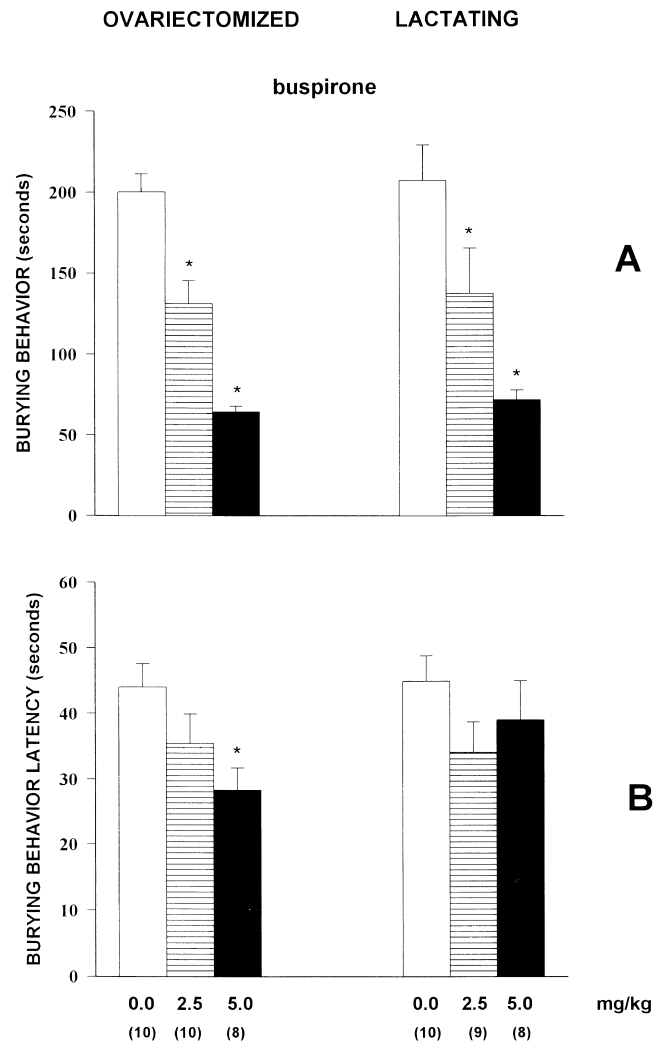 OVARIECTOMIZED LACTATING
buspirone
BURYING BEHAVIOR (seconds)
250
200
150
100
50
0
* * * *
A
BURYING BEHAVIOR LATENCY (seconds)
60
50
40
30
20
10
0
*
B
0.0 2.5 5.0 0.0 2.5 5.0 mg/kg
(10) (10) (8) (10) (9) (8)